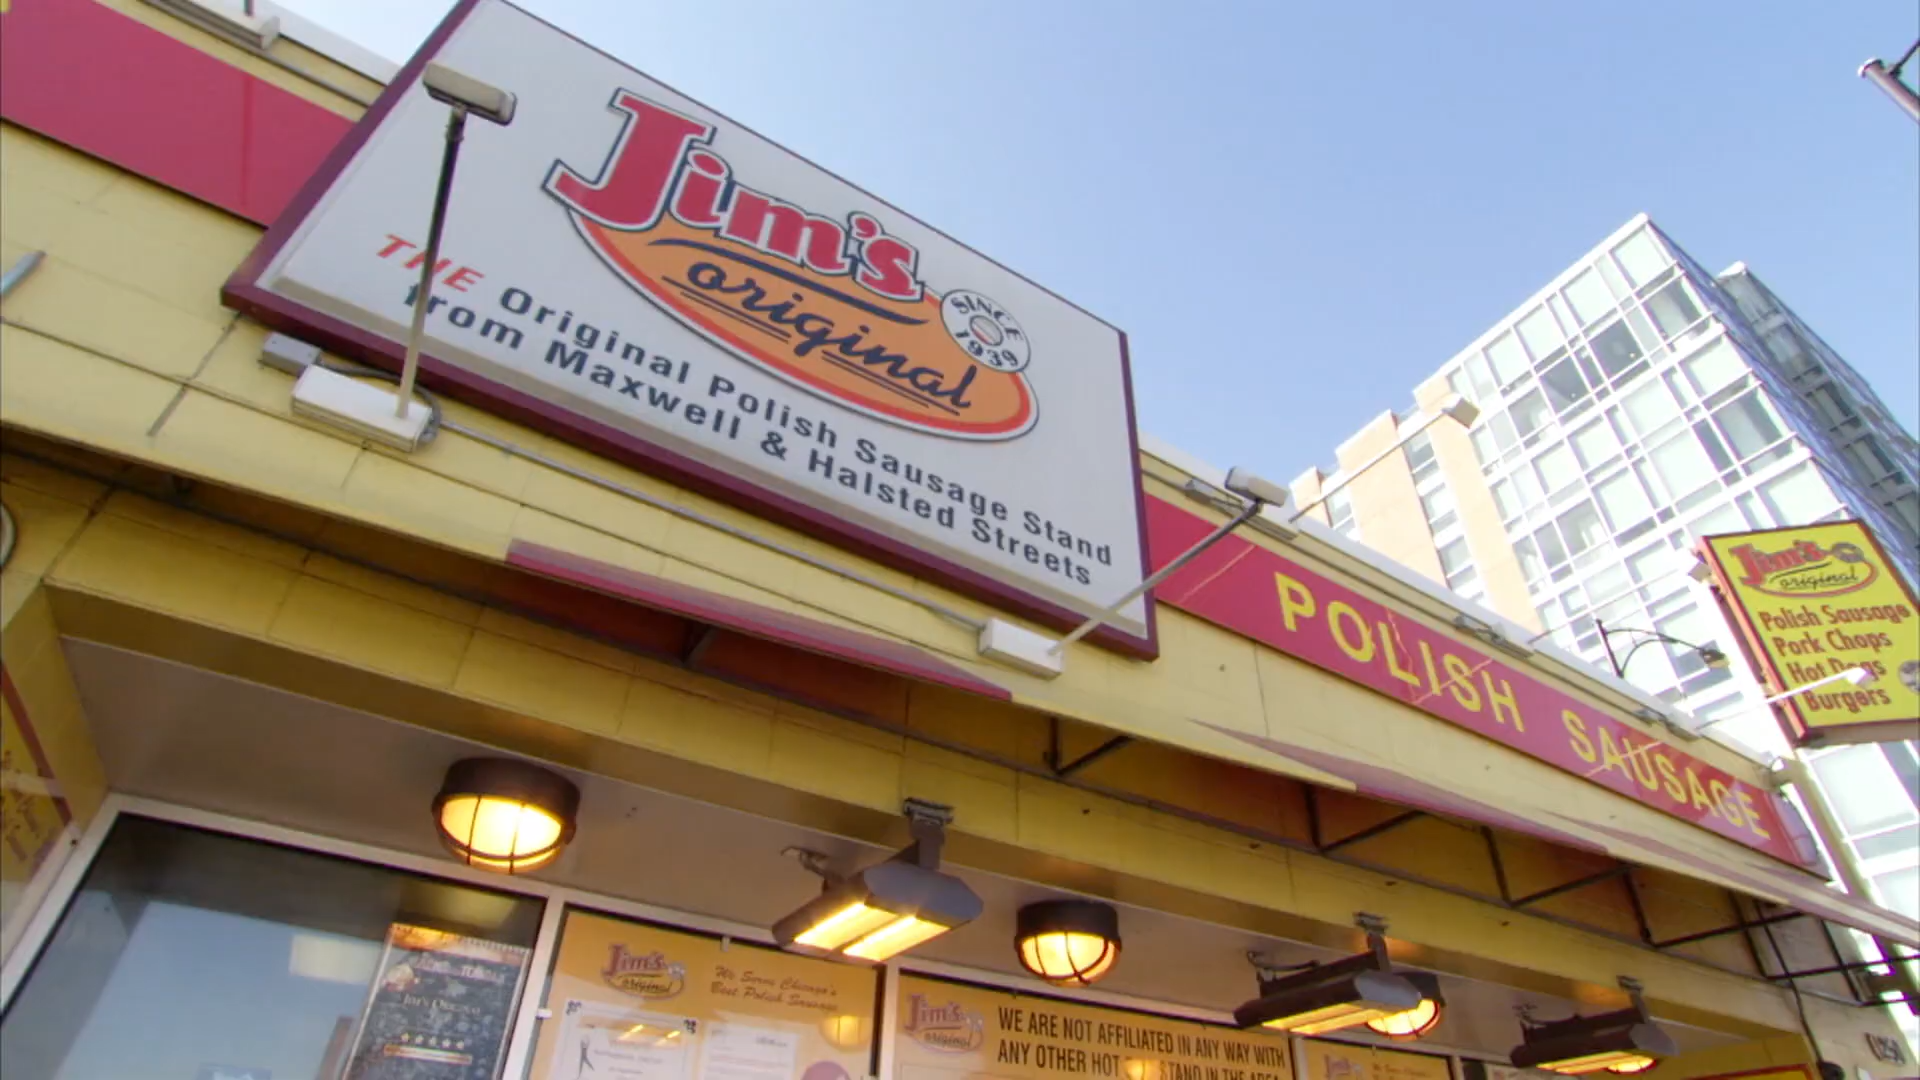 Jim's
original
SINCE
1939
THE Original Polish Sausage Stand
from Maxwell & Halsted Streets
POLISH SAUSAGE
Jim's
original
Polish Sausage
Pork Chops
Hot Dogs
Burgers
Jim's
original
We Serve Chicago's
Best Polish Sausage
Jim's
original
WE ARE NOT AFFILIATED IN ANY WAY WITH
ANY OTHER HOT STAND IN THE AREA